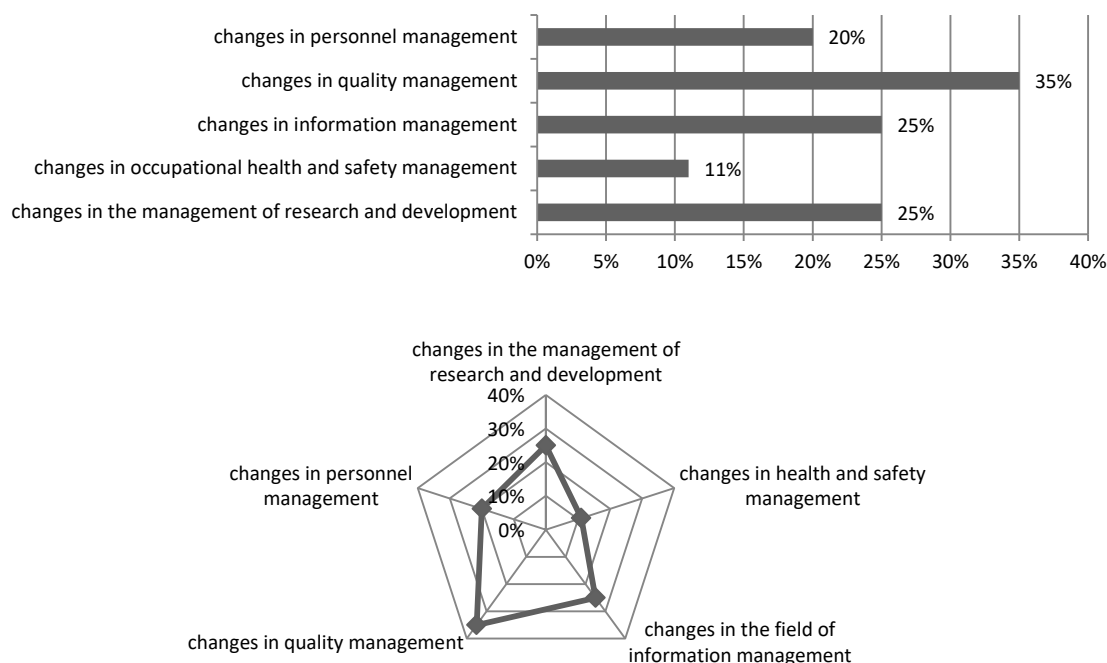 changes in personnel management
20%
changes in quality management
35%
changes in information management
25%
changes in occupational health and safety management
11%
changes in the management of research and development
25%
0% 5% 10% 15% 20% 25% 30% 35% 40%
changes in the management of
research and development
40%
30%
20%
10%
0%
changes in personnel
management
changes in health and safety
management
changes in quality management
changes in the field of
information management